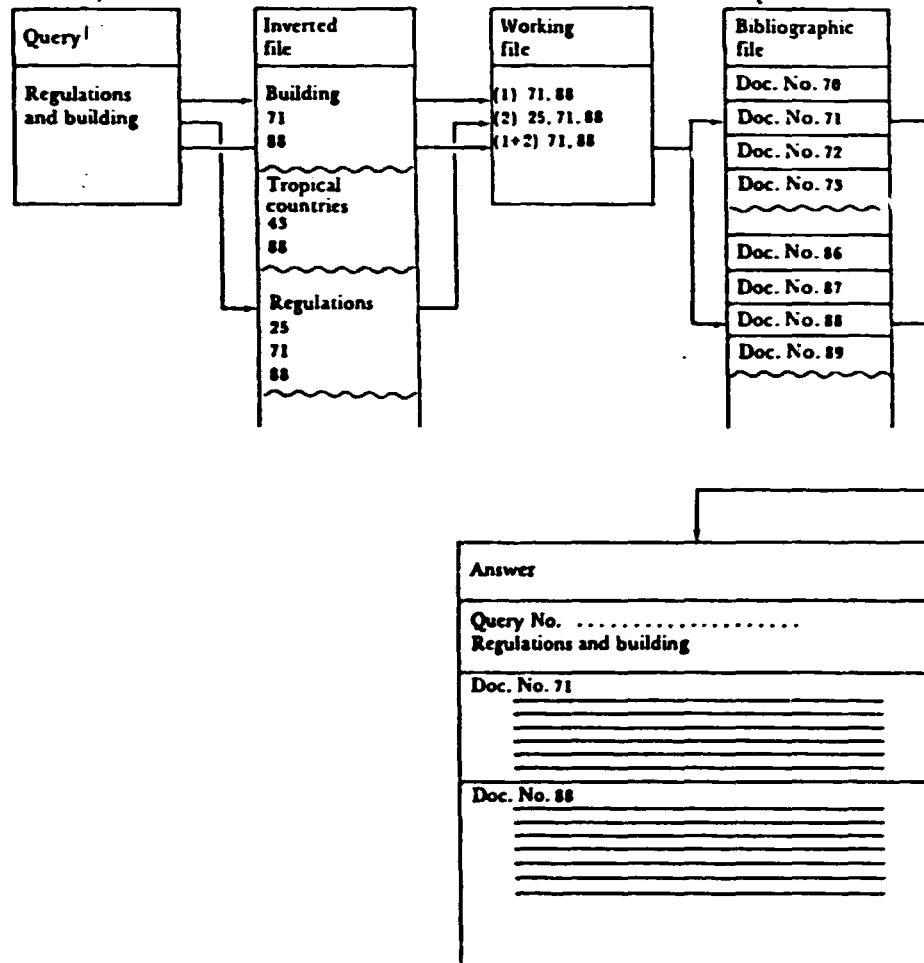 Query
Regulations
and building
Inverted
file
Building
71
88
Tropical
countries
43
88
Regulations
25
71
88
Working
file
(1) 71,88
(2) 25,71,88
(1+2) 71,88
Bibliographic
file
Doc. No. 70
Doc. No. 71
Doc. No. 72
Doc. No. 73
Doc. No. 86
Doc. No. 87
Doc. No. 88
Doc. No. 89
Answer
Query No. .....................
Regulations and building
Doc. No. 71
Doc. No. 88